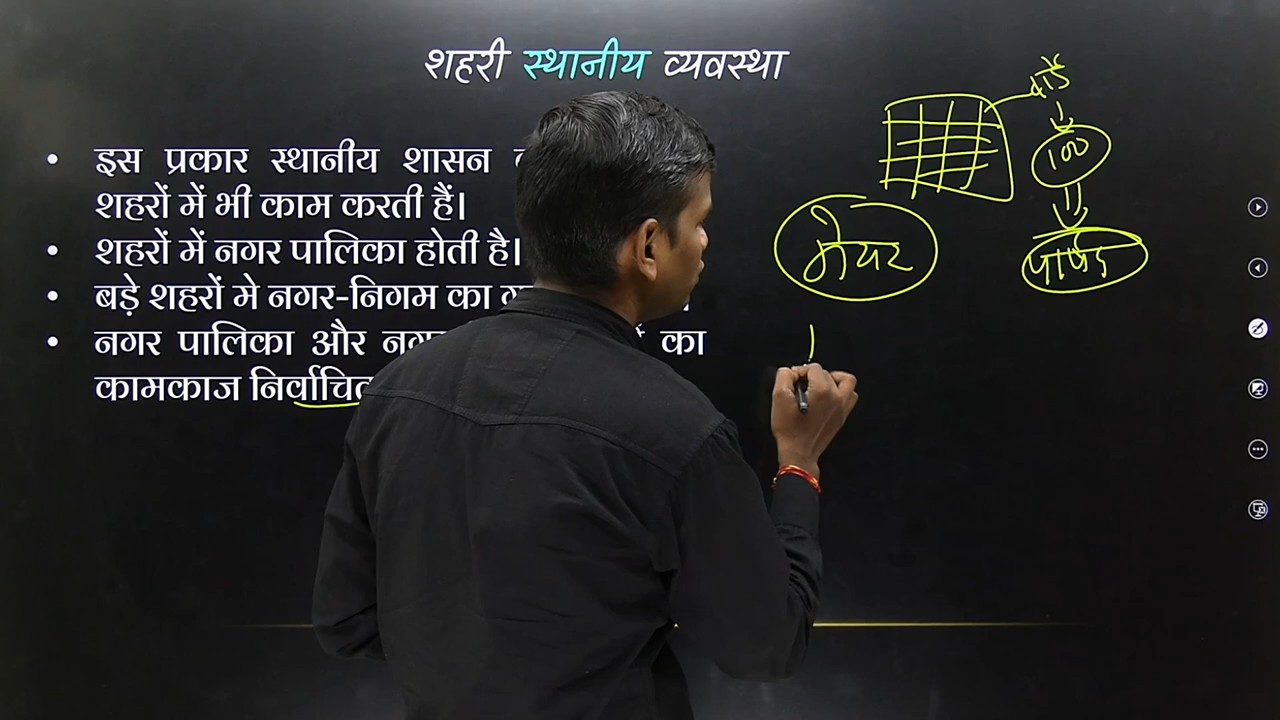 शहरी स्थानीय व्यवस्था
इस प्रकार स्थानीय शासन
शहरों में भी काम करती हैं।
शहरों में नगर पालिका होती है।
बड़े शहरों मे नगर-निगम का
नगर पालिका और का
कामकाज
वार्ड
100
पार्षद
मेयर